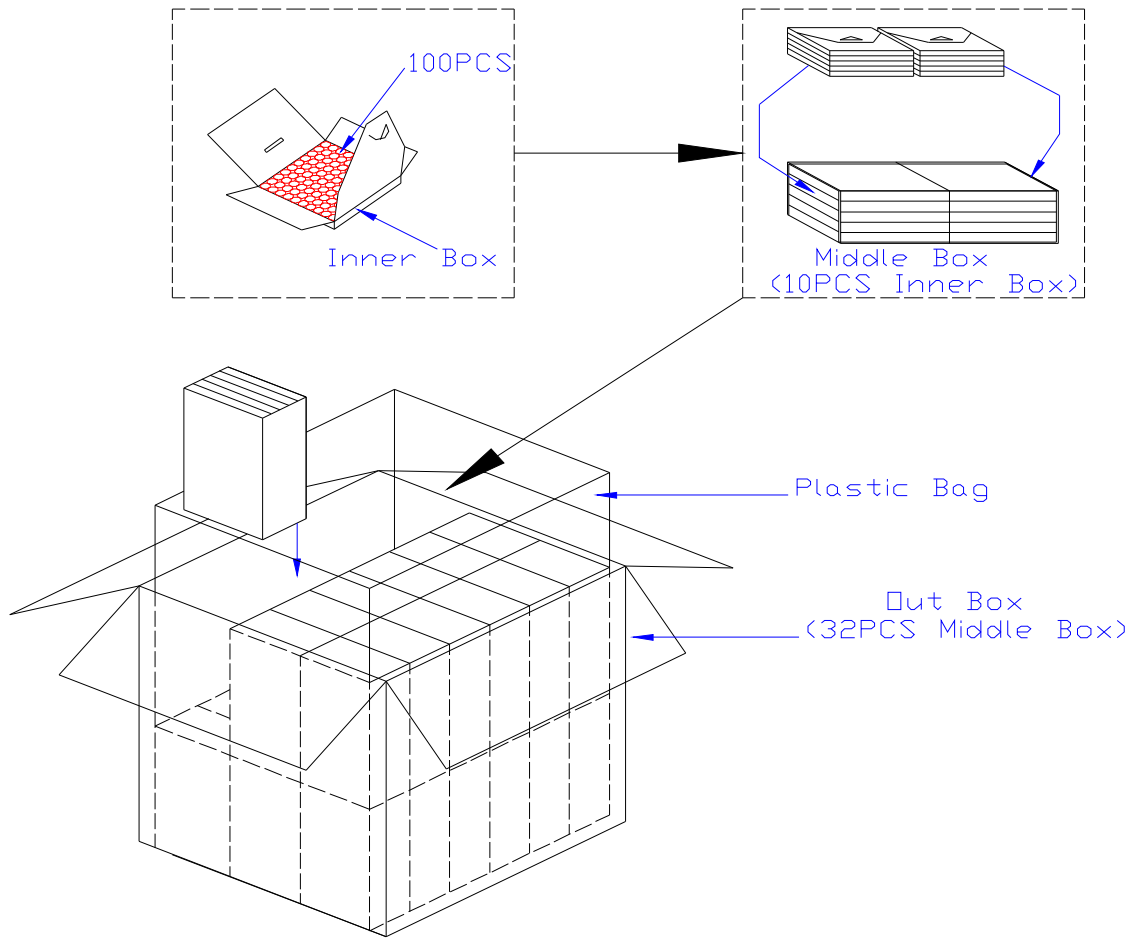 100PCS
Inner Box
Middle Box
(10PCS Inner Box)
Plastic Bag
Out Box
(32PCS Middle Box)